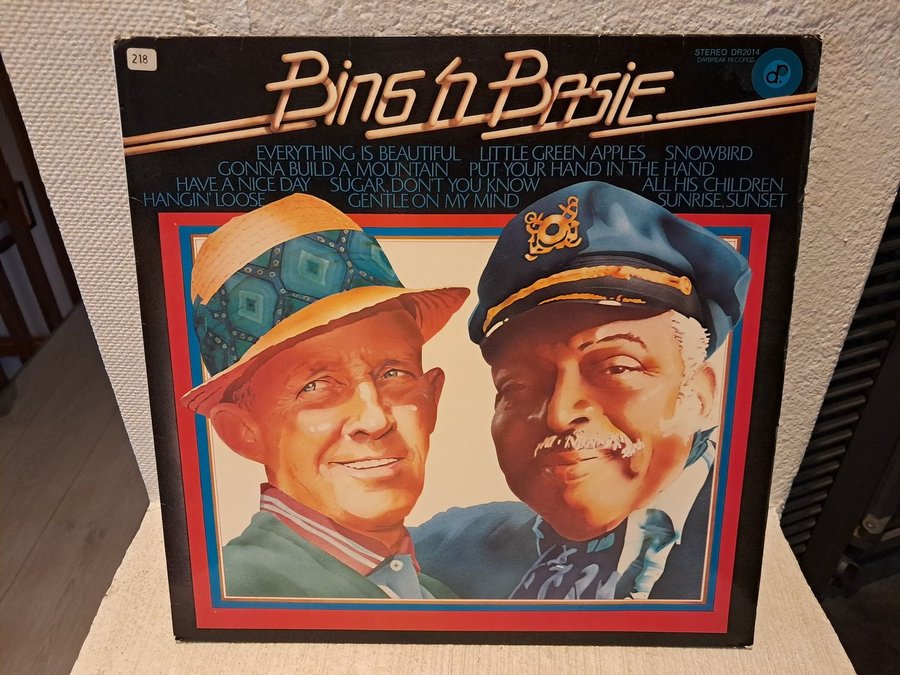 218
Bing 'n Basie
STEREO DR2014
DAYBREAK RECORDS
EVERYTHING IS BEAUTIFUL LITTLE GREEN APPLES SNOWBIRD
GONNA BUILD A MOUNTAIN PUT YOUR HAND IN THE HAND
HAVE A NICE DAY SUGAR, DON'T YOU KNOW ALL HIS CHILDREN
HANGIN' LOOSE GENTLE ON MY MIND SUNRISE, SUNSET